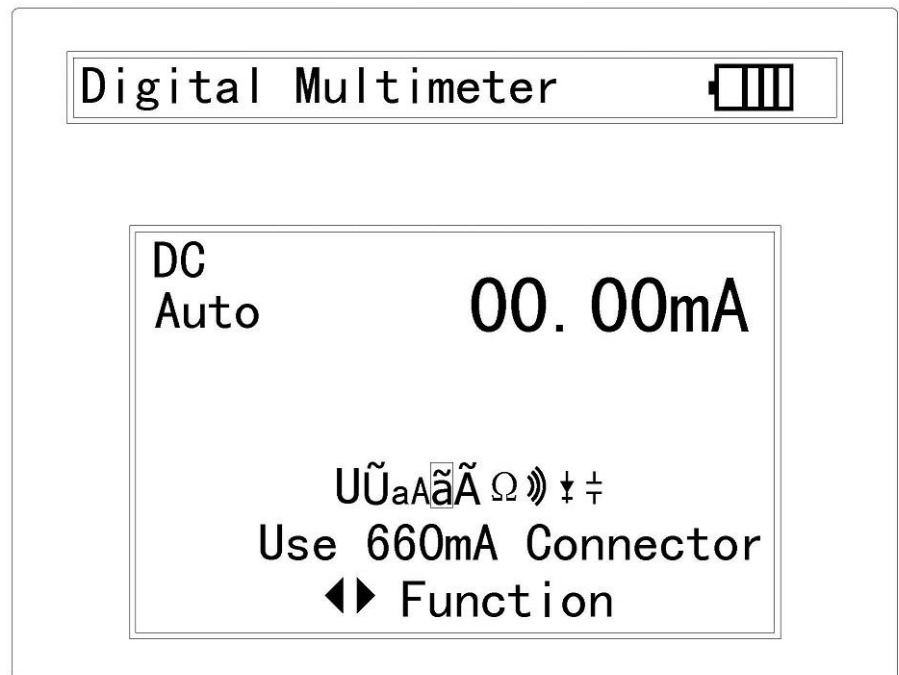 Digital Multimeter
DC
Auto 00.00mA
UŨaAãÃΩ
Use 660mA Connector
Function